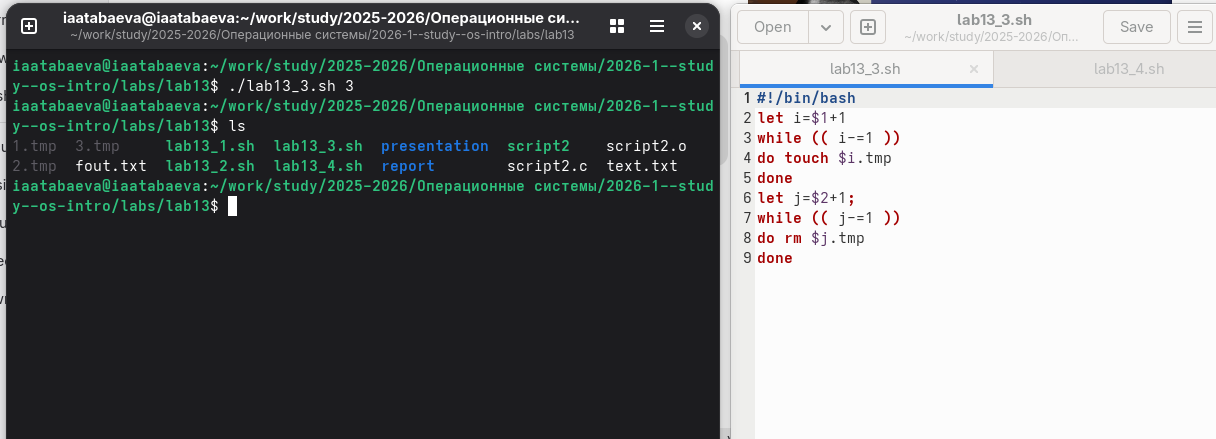 iaatabaeva@iaatabaeva:~/work/study/2025-2026/Операционные си…
~/work/study/2025-2026/Операционные системы/2026-1--study--os-intro/labs/lab13
iaatabaeva@iaatabaeva:~/work/study/2025-2026/Операционные системы/2026-1--stud
y--os-intro/labs/lab13$ ./lab13_3.sh 3
iaatabaeva@iaatabaeva:~/work/study/2025-2026/Операционные системы/2026-1--stud
y--os-intro/labs/lab13$ ls
1.tmp 3.tmp lab13_1.sh lab13_3.sh presentation script2 script2.o
2.tmp fout.txt lab13_2.sh lab13_4.sh report script2.c text.txt
iaatabaeva@iaatabaeva:~/work/study/2025-2026/Операционные системы/2026-1--stud
y--os-intro/labs/lab13$
Open
lab13_3.sh
~/work/study/2025-2026/Оп…
Save
lab13_3.sh
lab13_4.sh
1 #!/bin/bash
2 let i=$1+1
3 while (( i-=1 ))
4 do touch $i.tmp
5 done
6 let j=$2+1;
7 while (( j-=1 ))
8 do rm $j.tmp
9 done